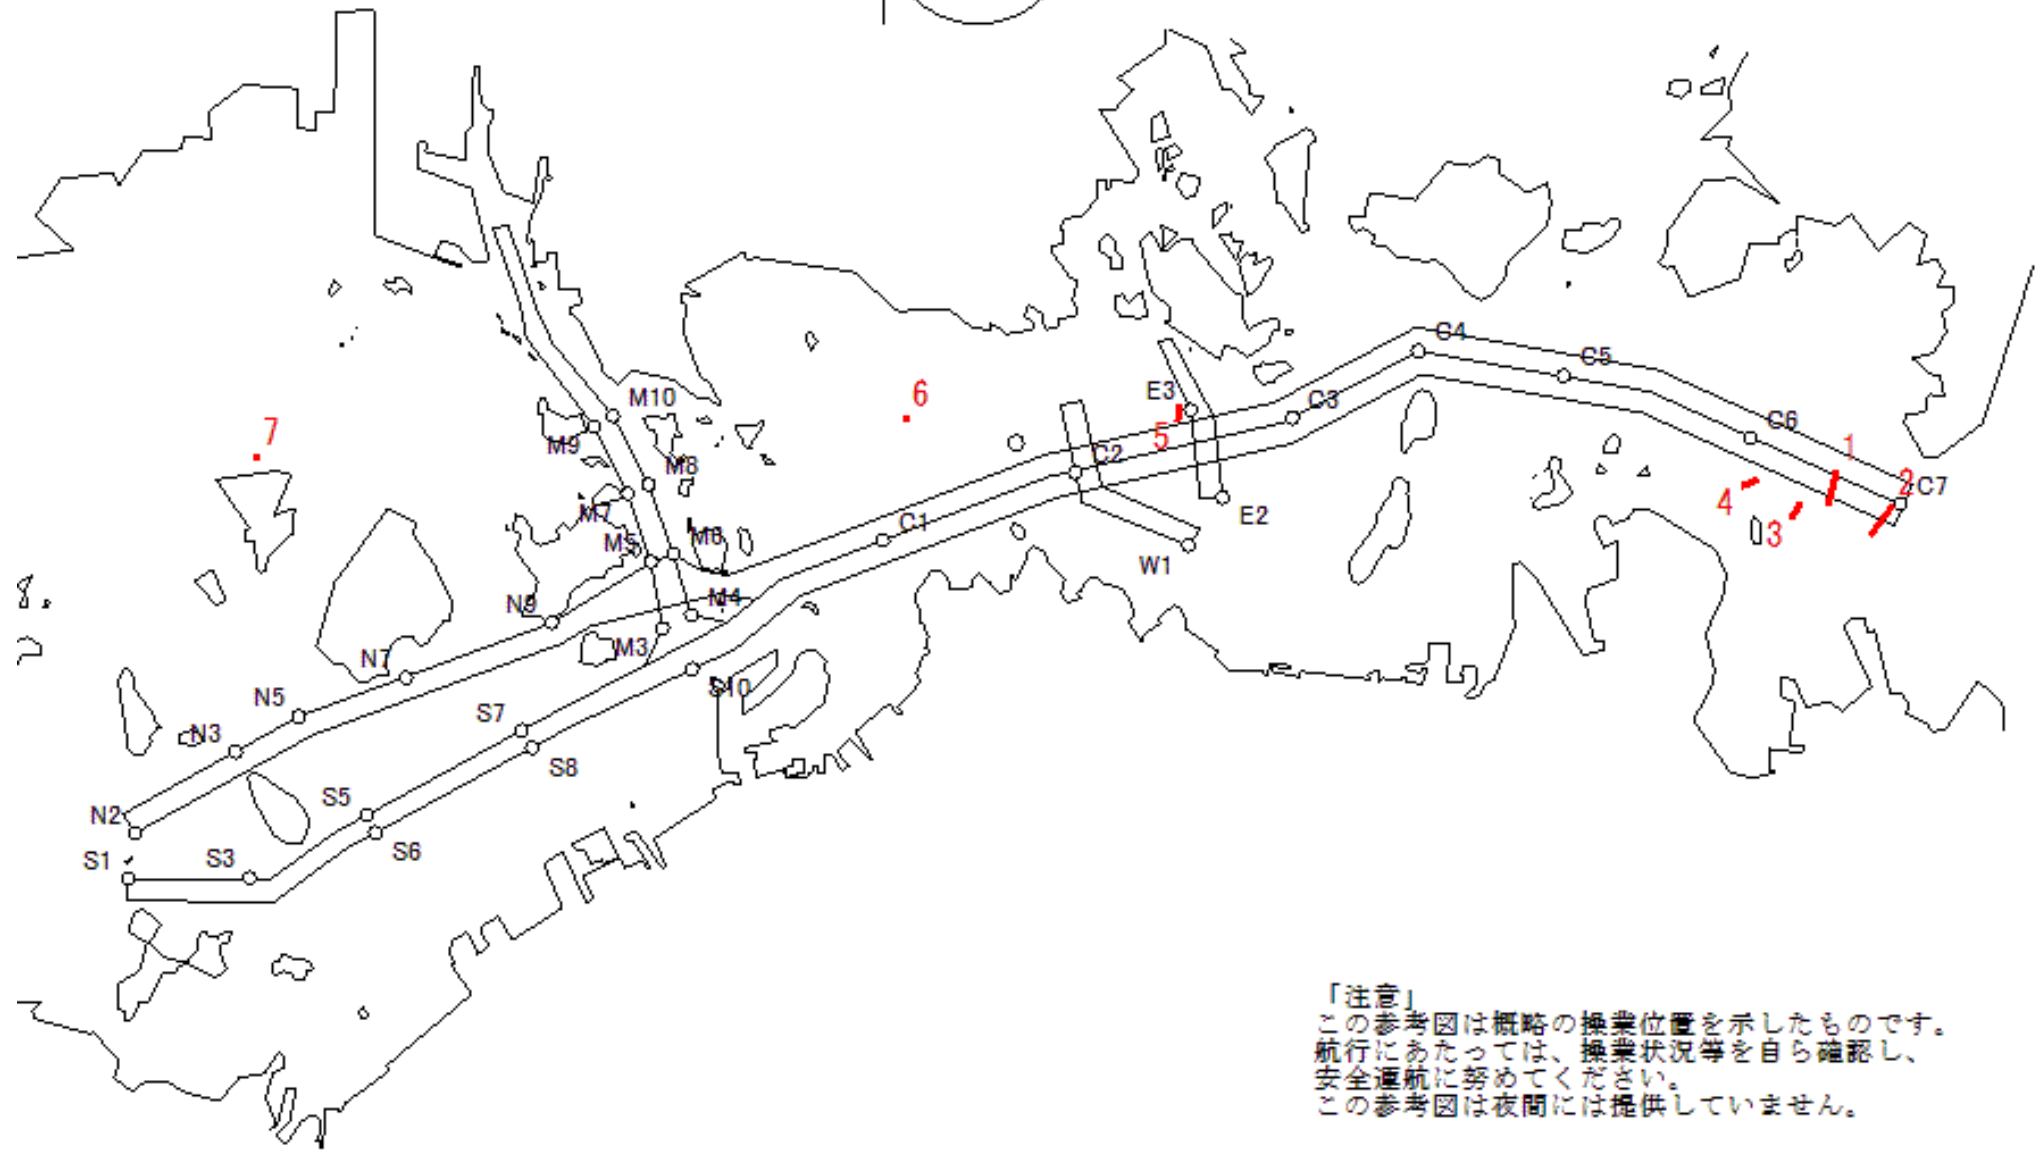 C4
C5
6
E3
M10
C3
7
5
C6
1
M9
M8
C2
2
C7
4
M7
E2
3
C1
M5
M6
W1
N9
M4
M3
N7
S10
N5
N3
S7
S8
S5
N2
S6
S1
S3
「注意」
この参考図は概略の操業位置を示したものです。
航行にあたっては、操業状況等を自ら確認し、
安全運航に努めてください。
この参考図は夜間には提供していません。